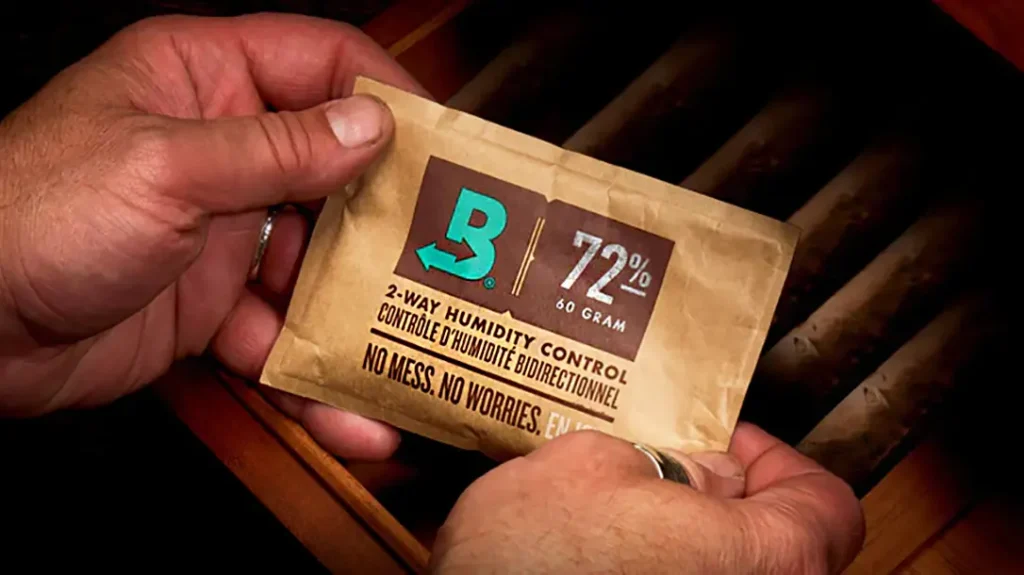 B®
72%
60 GRAM
2-WAY HUMIDITY CONTROL
CONTRÔLE D'HUMIDITÉ BIDIRECTIONNEL
NO MESS. NO WORRIES.